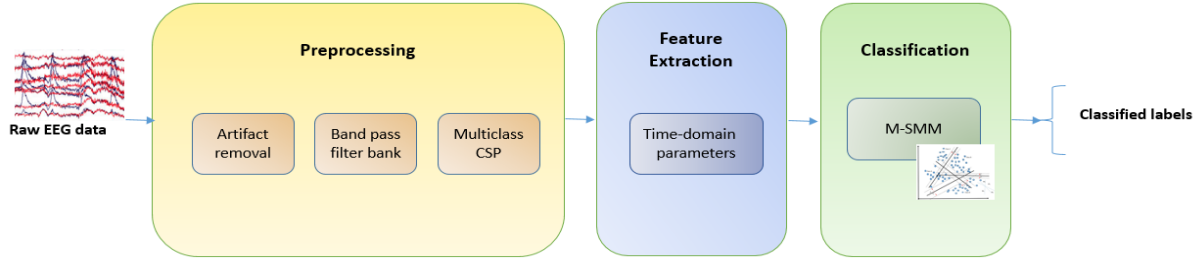 Raw EEG data
Preprocessing
Artifact
removal
Band pass
filter bank
Multiclass
CSP
Feature
Extraction
Time-domain
parameters
Classification
M-SMM
Classified labels